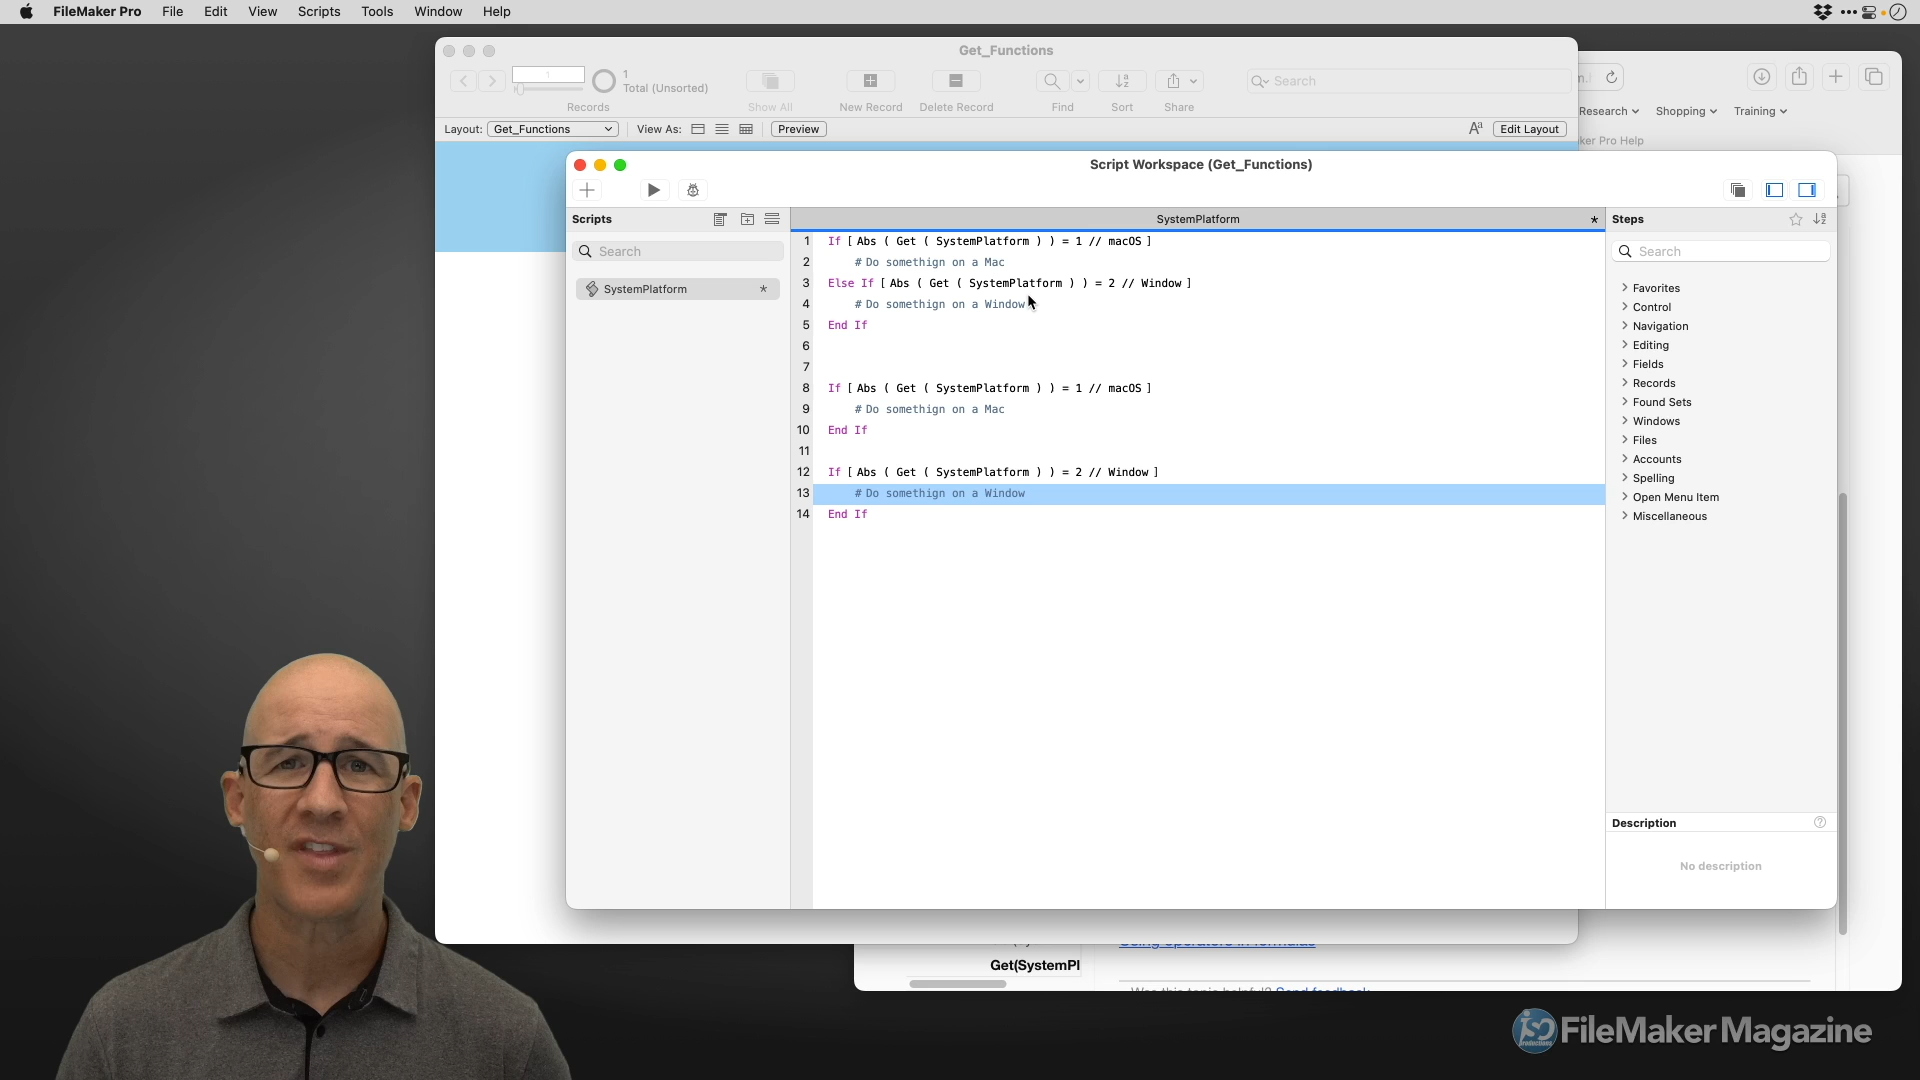 FileMaker Pro File Edit View Scripts Tools Window Help
Get_Functions
1
1
Total (Unsorted)
Search
Records Show All New Record Delete Record Find Sort Share
Research Shopping Training
Layout: Get_Functions View As: Preview Aa Edit Layout
ker Pro Help
Script Workspace (Get_Functions)
Scripts
SystemPlatform *
Steps
Search
Search
SystemPlatform *
1 If [ Abs ( Get ( SystemPlatform ) ) = 1 // macOS ]
2 # Do somethign on a Mac
3 Else If [ Abs ( Get ( SystemPlatform ) ) = 2 // Window ]
4 # Do somethign on a Window
5 End If
6
7
8 If [ Abs ( Get ( SystemPlatform ) ) = 1 // macOS ]
9 # Do somethign on a Mac
10 End If
11
12 If [ Abs ( Get ( SystemPlatform ) ) = 2 // Window ]
13 # Do somethign on a Window
14 End If
Favorites
Control
Navigation
Editing
Fields
Records
Found Sets
Windows
Files
Accounts
Spelling
Open Menu Item
Miscellaneous
Description
No description
Get(SystemPl
FileMaker Magazine